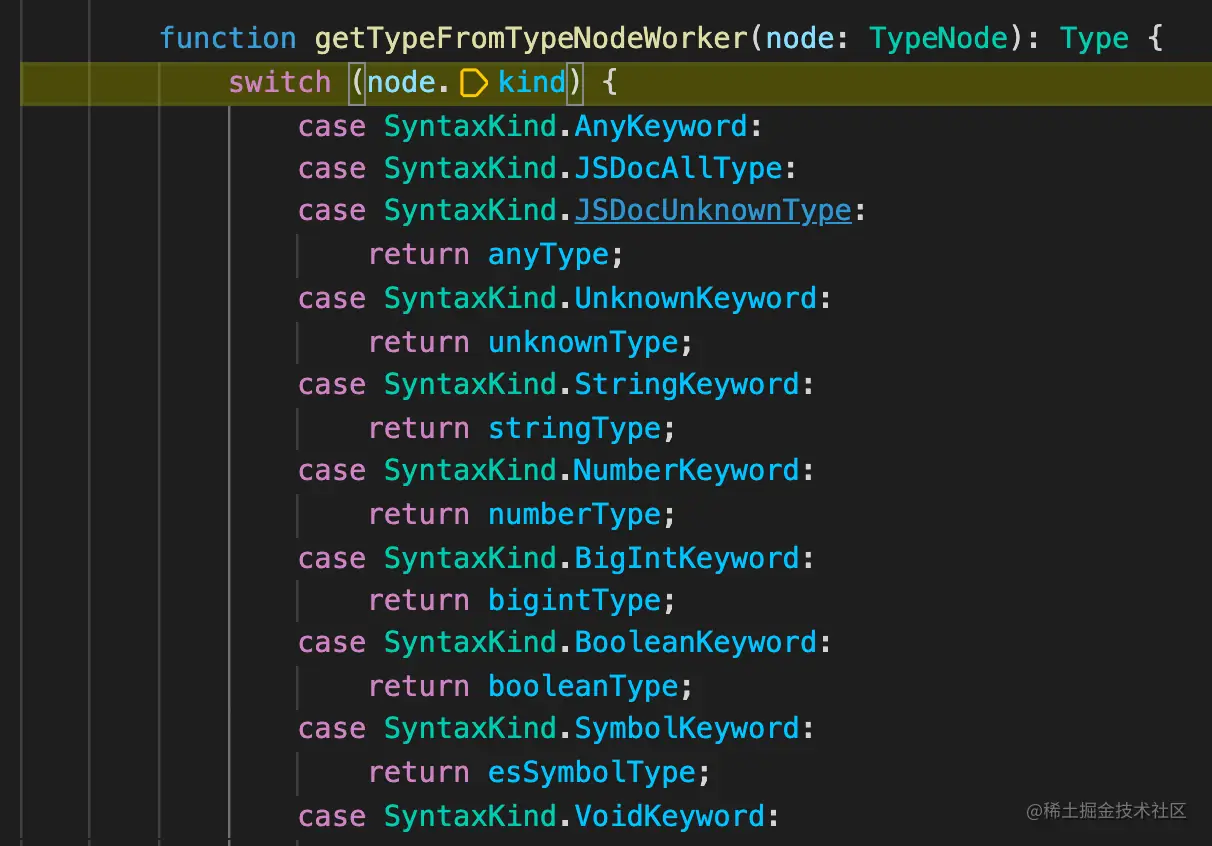 function getTypeFromTypeNodeWorker(node: TypeNode): Type {
switch (node. kind) {
case SyntaxKind.AnyKeyword:
case SyntaxKind.JSDocAllType:
case SyntaxKind.JSDocUnknownType:
return anyType;
case SyntaxKind.UnknownKeyword:
return unknownType;
case SyntaxKind.StringKeyword:
return stringType;
case SyntaxKind.NumberKeyword:
return numberType;
case SyntaxKind.BigIntKeyword:
return bigintType;
case SyntaxKind.BooleanKeyword:
return booleanType;
case SyntaxKind.SymbolKeyword:
return esSymbolType;
case SyntaxKind.VoidKeyword:
@稀土掘金技术社区